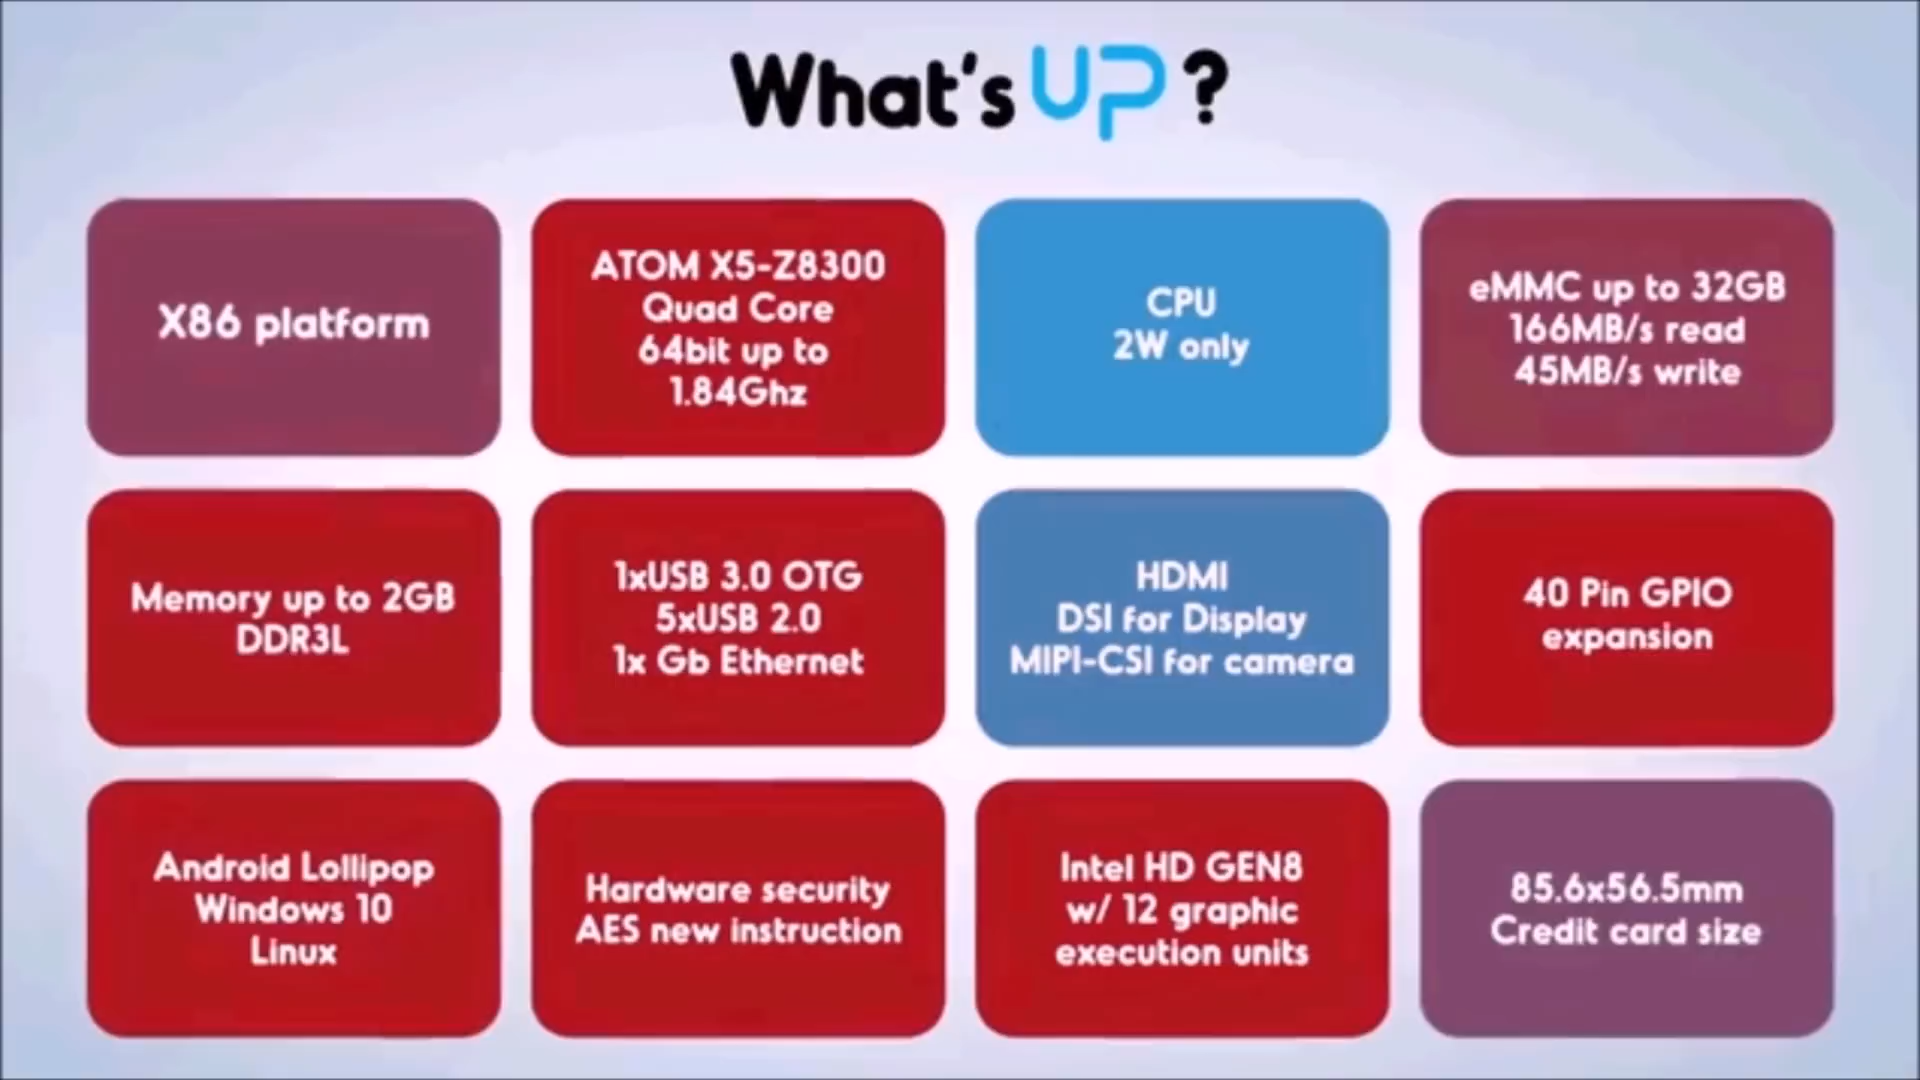 What's UP ?
X86 platform
ATOM X5-Z8300
Quad Core
64bit up to
1.84Ghz
CPU
2W only
eMMC up to 32GB
166MB/s read
45MB/s write
Memory up to 2GB
DDR3L
1xUSB 3.0 OTG
5xUSB 2.0
1x Gb Ethernet
HDMI
DSI for Display
MIPI-CSI for camera
40 Pin GPIO
expansion
Android Lollipop
Windows 10
Linux
Hardware security
AES new instruction
Intel HD GEN8
w/ 12 graphic
execution units
85.6x56.5mm
Credit card size